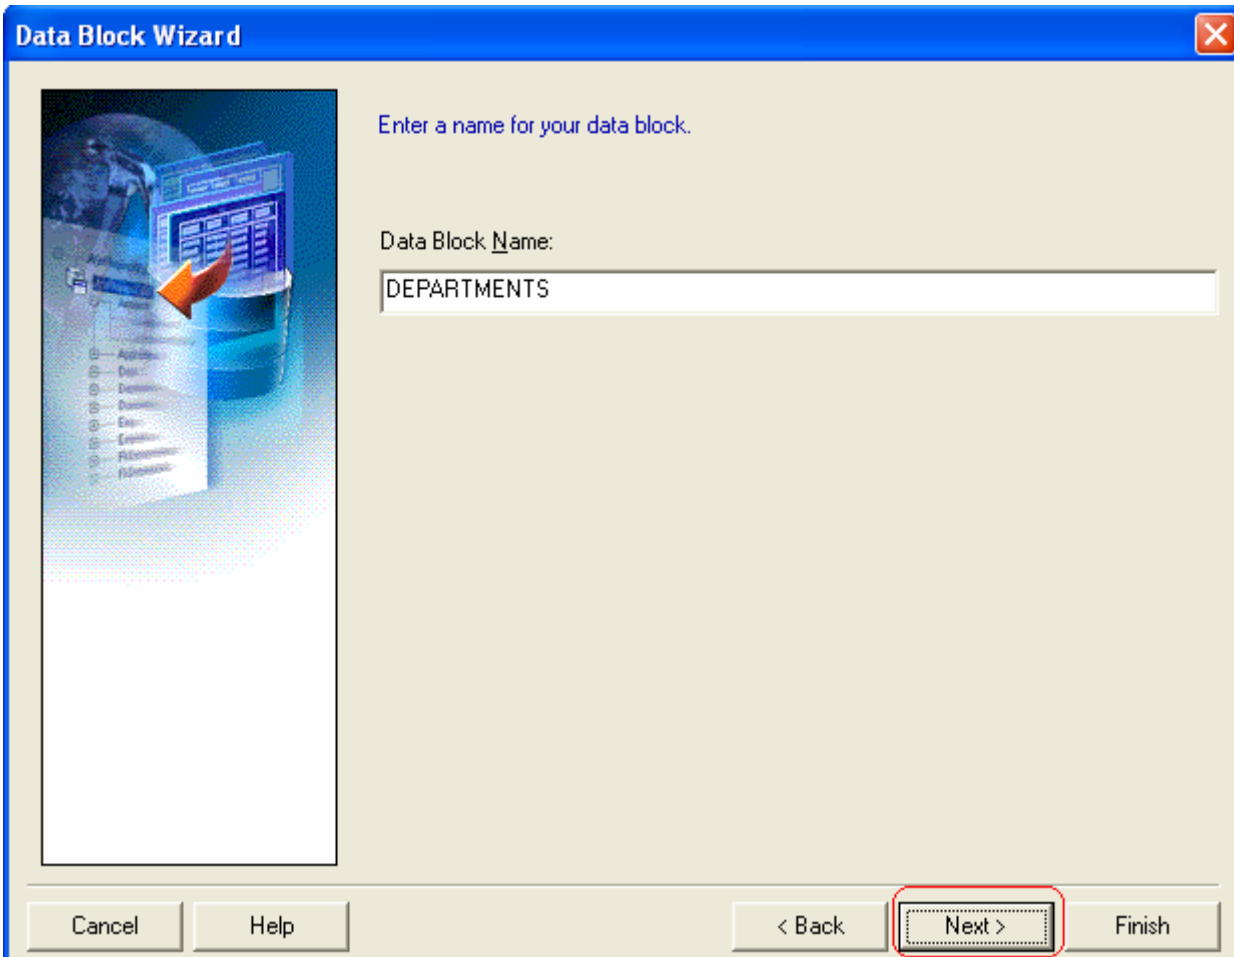 Data Block Wizard
Enter a name for your data block.
Data Block Name:
DEPARTMENTS
Cancel
Help
< Back
Next >
Finish